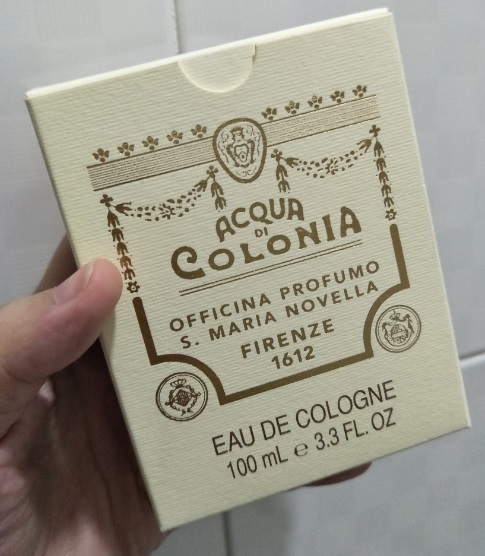 ACQUA
DI
COLONIA
OFFICINA PROFUMO
S. MARIA NOVELLA
FIRENZE
1612
EAU DE COLOGNE
100 mL ℮ 3.3 FL. OZ